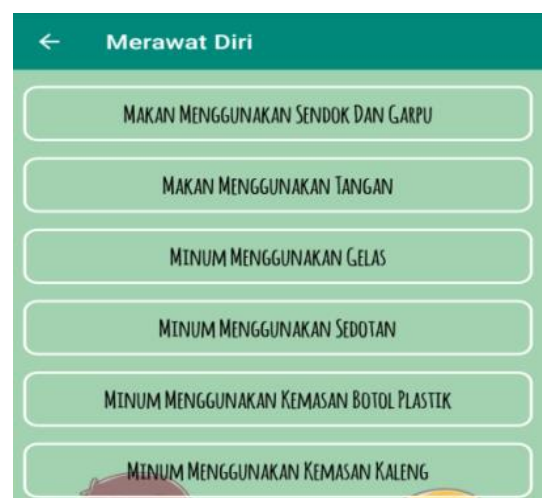 Merawat Diri
Makan Menggunakan Sendok Dan Garpu
Makan Menggunakan Tangan
Minum Menggunakan Gelas
Minum Menggunakan Sedotan
Minum Menggunakan Kemasan Botol Plastik
Minum Menggunakan Kemasan Kaleng